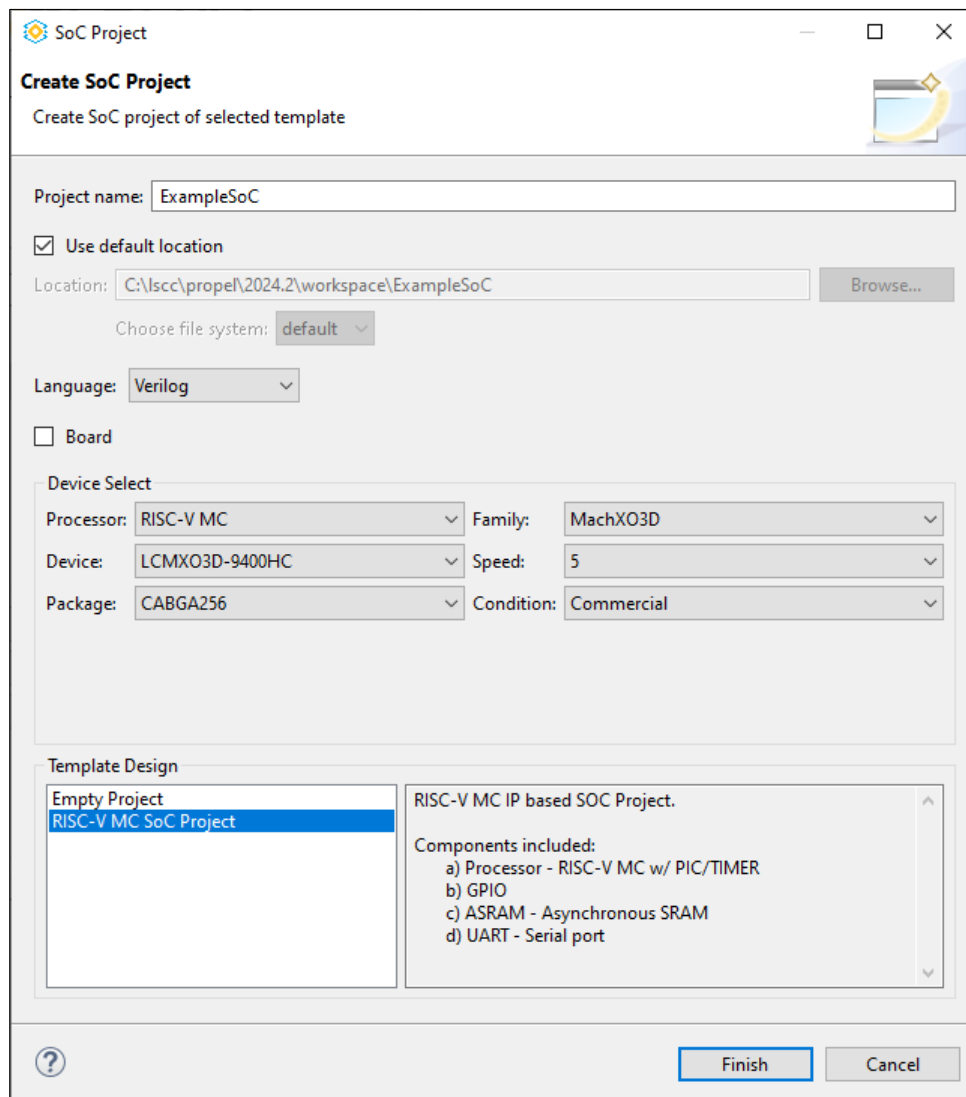 SoC Project
Create SoC Project
Create SoC project of selected template
Project name: ExampleSoC
Use default location
Location: C:\lscc\propel\2024.2\workspace\ExampleSoC Browse...
Choose file system: default
Language: Verilog
Board
Device Select
Processor: RISC-V MC Family: MachXO3D
Device: LCMXO3D-9400HC Speed: 5
Package: CABGA256 Condition: Commercial
Template Design
Empty Project
RISC-V MC SoC Project
RISC-V MC IP based SOC Project.
Components included:
a) Processor - RISC-V MC w/ PIC/TIMER
b) GPIO
c) ASRAM - Asynchronous SRAM
d) UART - Serial port
? Finish Cancel